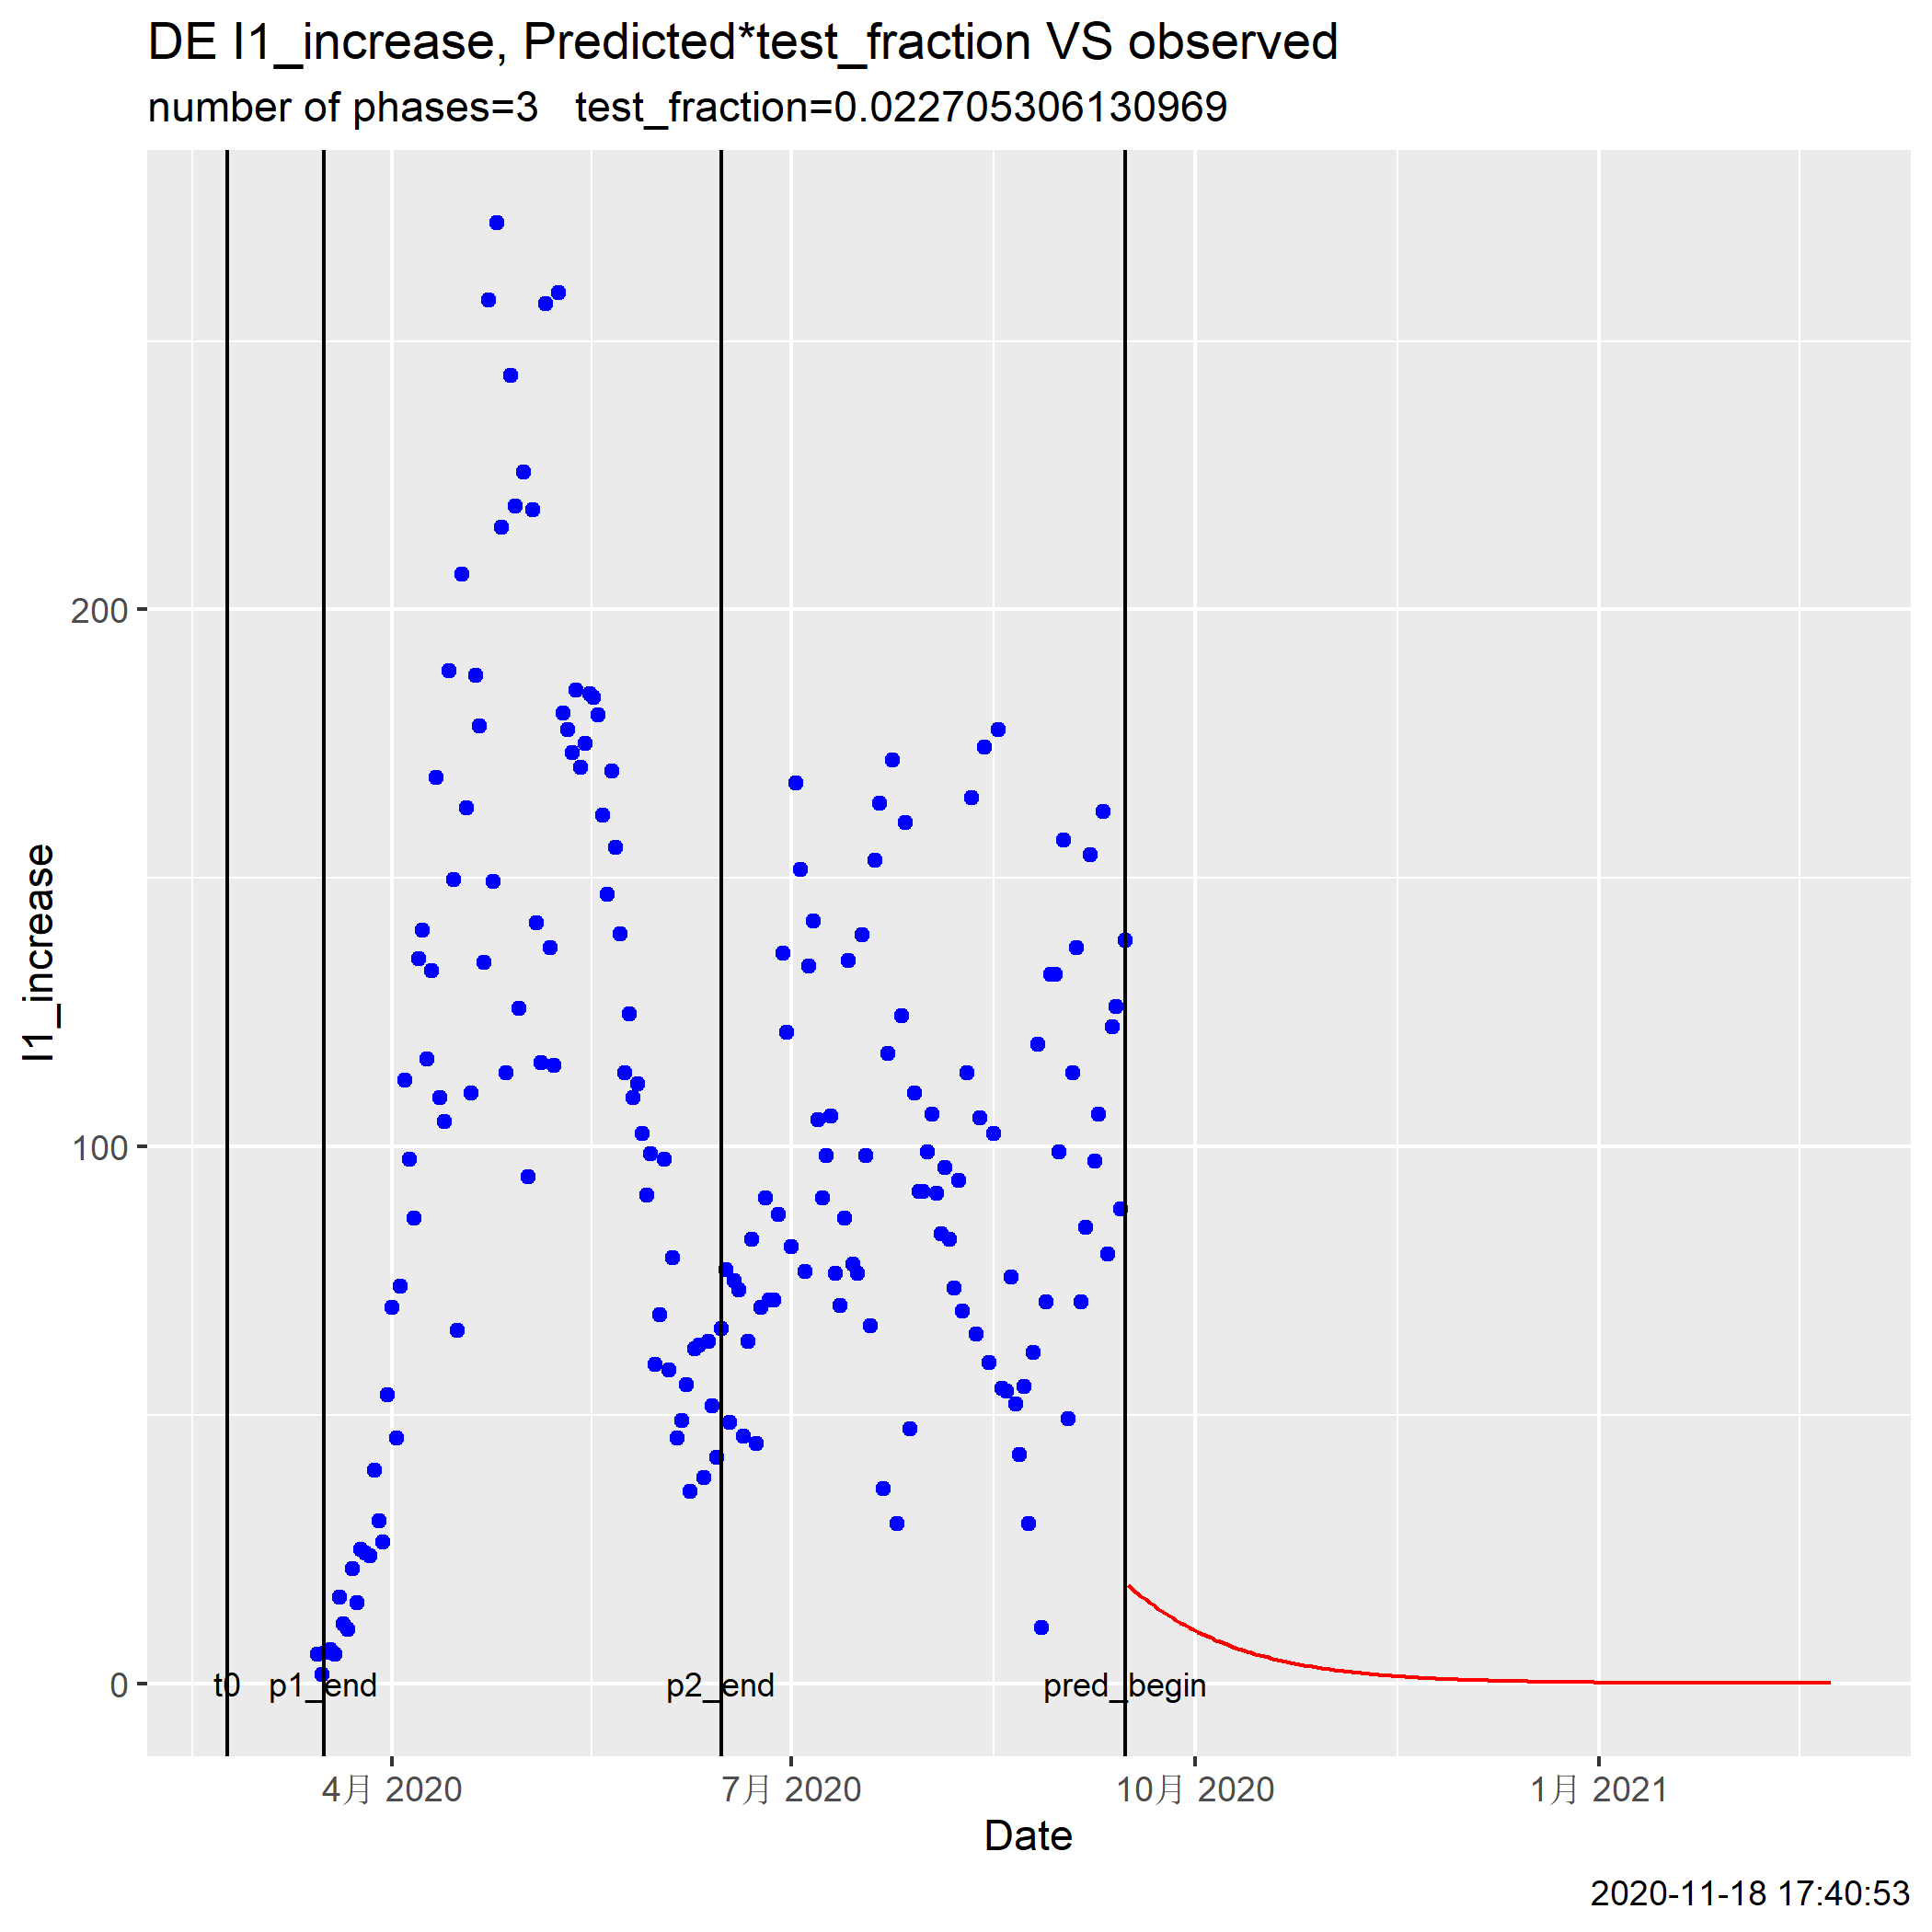 DE I1_increase, Predicted*test_fraction VS observed
number of phases=3   test_fraction=0.022705306130969
I1_increase
200
100
0
t0 p1_end p2_end pred_begin
4月 2020 7月 2020 10月 2020 1月 2021
Date
2020-11-18 17:40:53